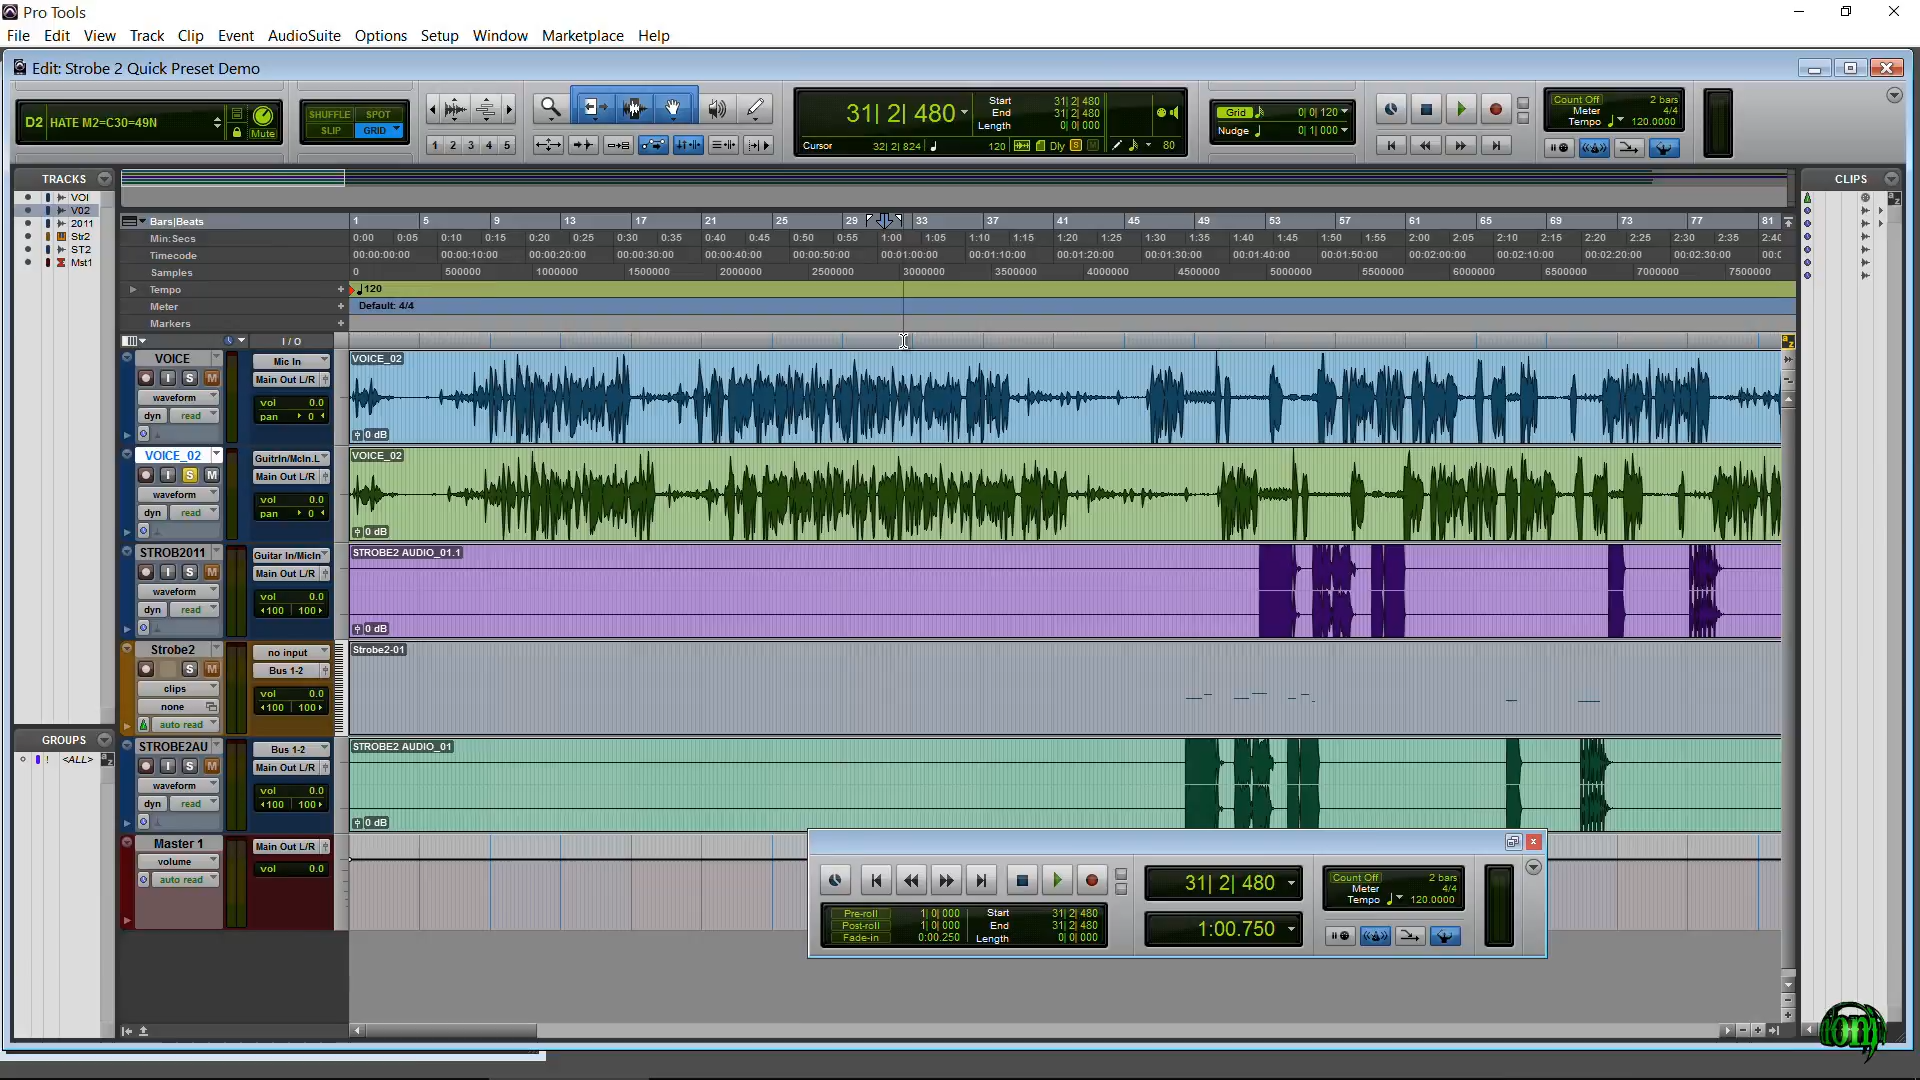 Pro Tools
File Edit View Track Clip Event AudioSuite Options Setup Window Marketplace Help
Edit: Strobe 2 Quick Preset Demo
D2 HATE M2=C30=49N Mute
SHUFFLE SPOT
SLIP GRID
1 2 3 4 5
31| 2| 480
Start 31| 2| 480
End 31| 2| 480
Length 0| 0| 000
Cursor 32| 2| 824 120 Dly S M 80
Grid 0| 0| 120
Nudge 0| 1| 000
Count Off 2 bars
Meter 4/4
Tempo 120.0000
TRACKS
VOI
V02
2011
Str2
ST2
Mst1
GROUPS
! <ALL>
CLIPS
Bars|Beats 1 5 9 13 17 21 25 29 33 37 41 45 49 53 57 61 65 69 73 77 81
Min:Secs 0:00 0:05 0:10 0:15 0:20 0:25 0:30 0:35 0:40 0:45 0:50 0:55 1:00 1:05 1:10 1:15 1:20 1:25 1:30 1:35 1:40 1:45 1:50 1:55 2:00 2:05 2:10 2:15 2:20 2:25 2:30 2:35 2:40
Timecode 00:00:00:00 00:00:10:00 00:00:20:00 00:00:30:00 00:00:40:00 00:00:50:00 00:01:00:00 00:01:10:00 00:01:20:00 00:01:30:00 00:01:40:00 00:01:50:00 00:02:00:00 00:02:10:00 00:02:20:00 00:02:30:00 00:0
Samples 0 500000 1000000 1500000 2000000 2500000 3000000 3500000 4000000 4500000 5000000 5500000 6000000 6500000 7000000 7500000
Tempo + 120
Meter + Default: 4/4
Markers +
I / O
VOICE
I S M
waveform
dyn read
Mic In
Main Out L/R
vol 0.0
pan 0
VOICE_02
0 dB
VOICE_02
I S M
waveform
dyn read
GuitrIn/McIn.L
Main Out L/R
vol 0.0
pan 0
VOICE_02
0 dB
STROB2011
I S M
waveform
dyn read
Guitar In/MicIn
Main Out L/R
vol 0.0
100 100
STROBE2 AUDIO_01.1
0 dB
Strobe2
S M
clips
none
auto read
no input
Bus 1-2
vol 0.0
100 100
Strobe2-01
STROBE2AU
I S M
waveform
dyn read
Bus 1-2
Main Out L/R
vol 0.0
100 100
STROBE2 AUDIO_01
0 dB
Master 1
volume
auto read
Main Out L/R
vol 0.0
31| 2| 480
1:00.750
Pre-roll 1| 0| 000
Post-roll 1| 0| 000
Fade-in 0:00.250
Start 31| 2| 480
End 31| 2| 480
Length 0| 0| 000
Count Off 2 bars
Meter 4/4
Tempo 120.0000